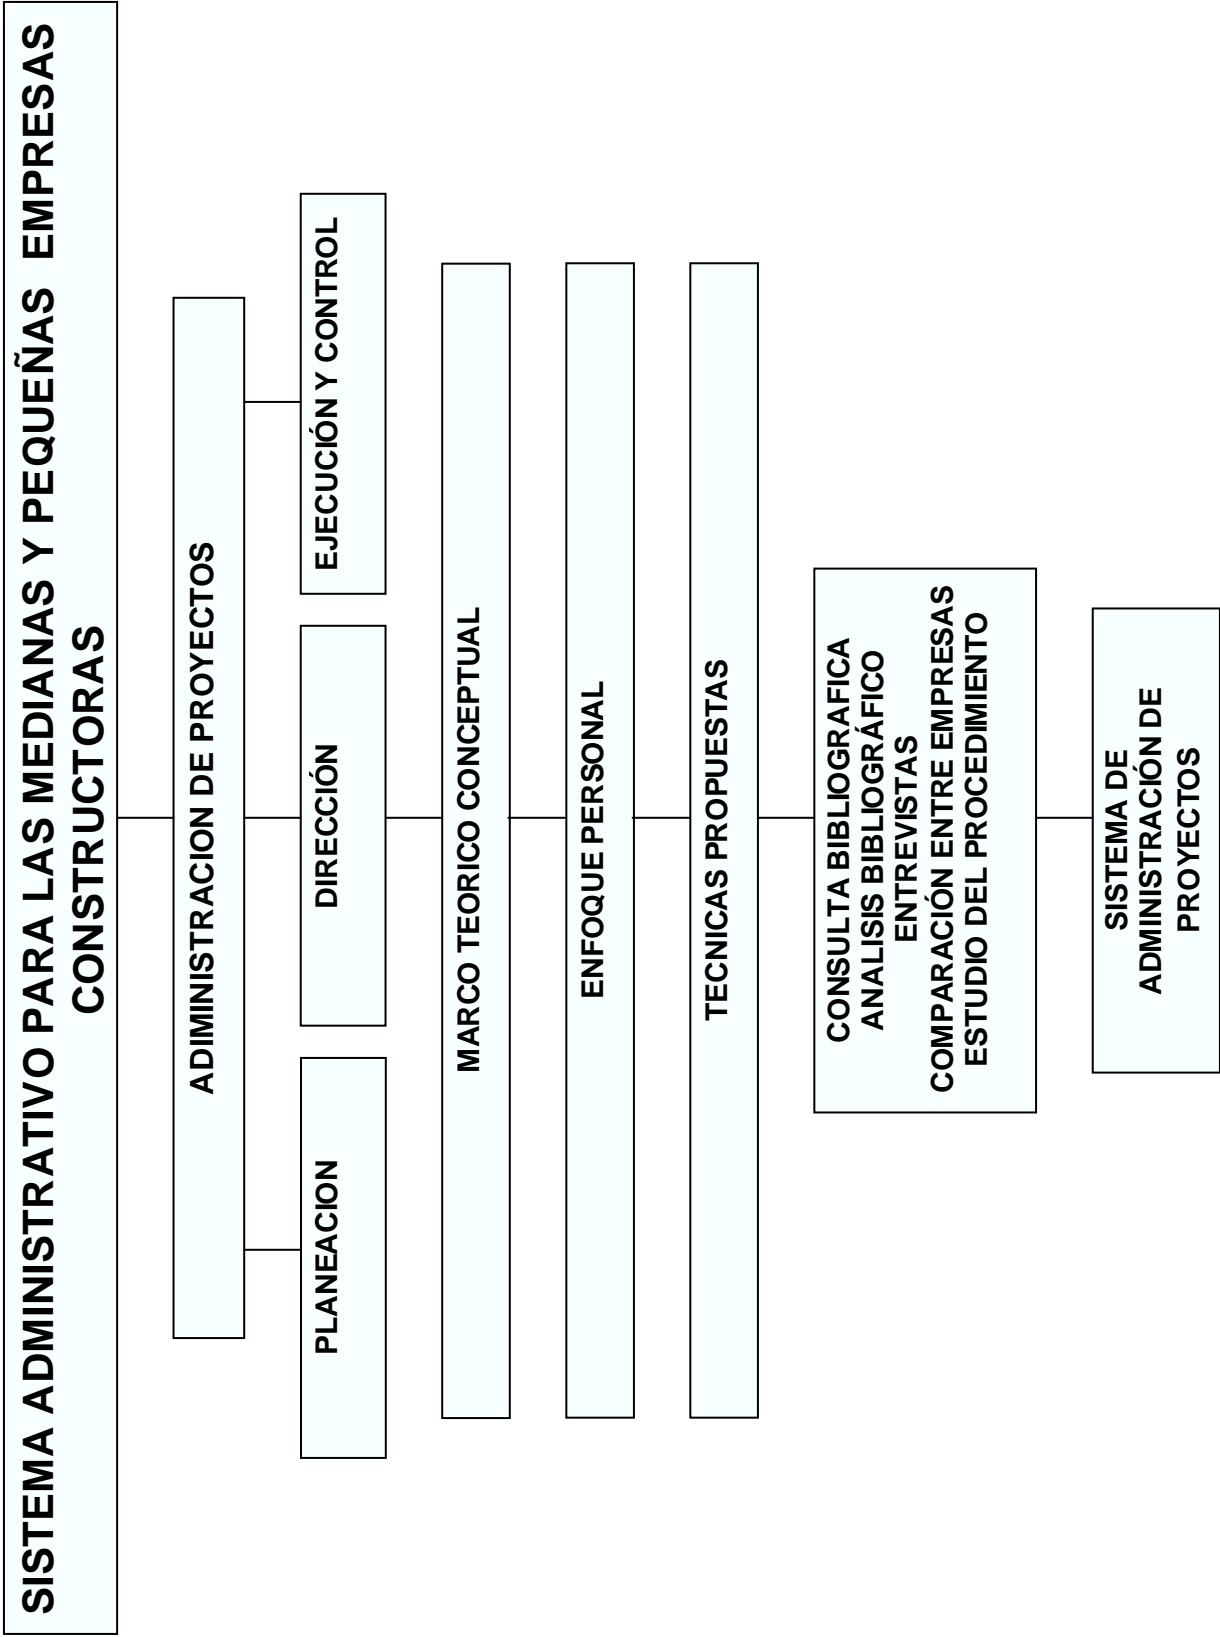 SISTEMA ADMINISTRATIVO PARA LAS MEDIANAS Y PEQUEÑAS  EMPRESAS
CONSTRUCTORAS
ADIMINISTRACION DE PROYECTOS
PLANEACION
DIRECCIÓN
EJECUCIÓN Y CONTROL
MARCO TEORICO CONCEPTUAL
ENFOQUE PERSONAL
TECNICAS PROPUESTAS
CONSULTA BIBLIOGRAFICA
ANALISIS BIBLIOGRÁFICO
ENTREVISTAS
COMPARACIÓN ENTRE EMPRESAS
ESTUDIO DEL PROCEDIMIENTO
SISTEMA DE
ADMINISTRACIÓN DE
PROYECTOS